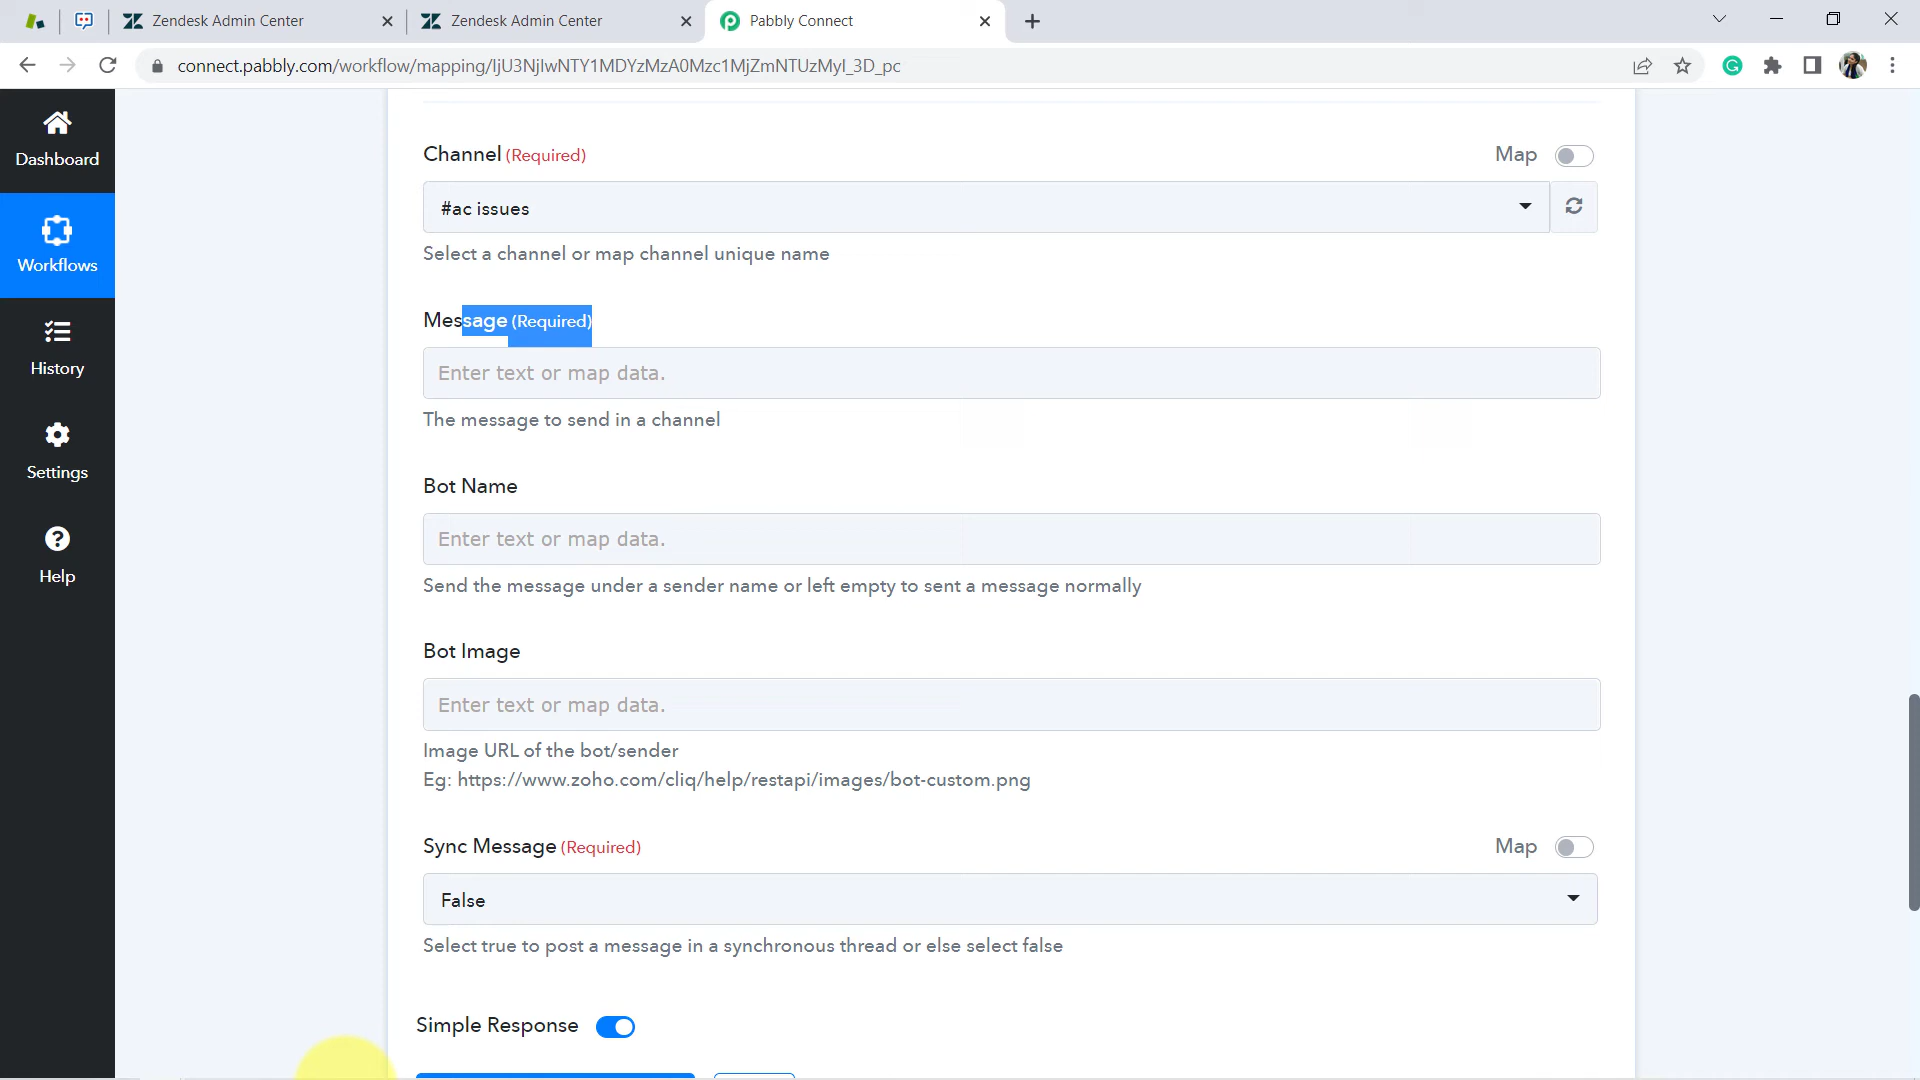 Zendesk Admin Center
Zendesk Admin Center
Pabbly Connect
connect.pabbly.com/workflow/mapping/IjU3NjIwNTY1MDYzMzA0Mzc1MjZmNTUzMyI_3D_pc
Dashboard
Workflows
History
Settings
Help
Channel (Required)
Map
#ac issues
Select a channel or map channel unique name
Message (Required)
Enter text or map data.
The message to send in a channel
Bot Name
Enter text or map data.
Send the message under a sender name or left empty to sent a message normally
Bot Image
Enter text or map data.
Image URL of the bot/sender
Eg: https://www.zoho.com/cliq/help/restapi/images/bot-custom.png
Sync Message (Required)
Map
False
Select true to post a message in a synchronous thread or else select false
Simple Response